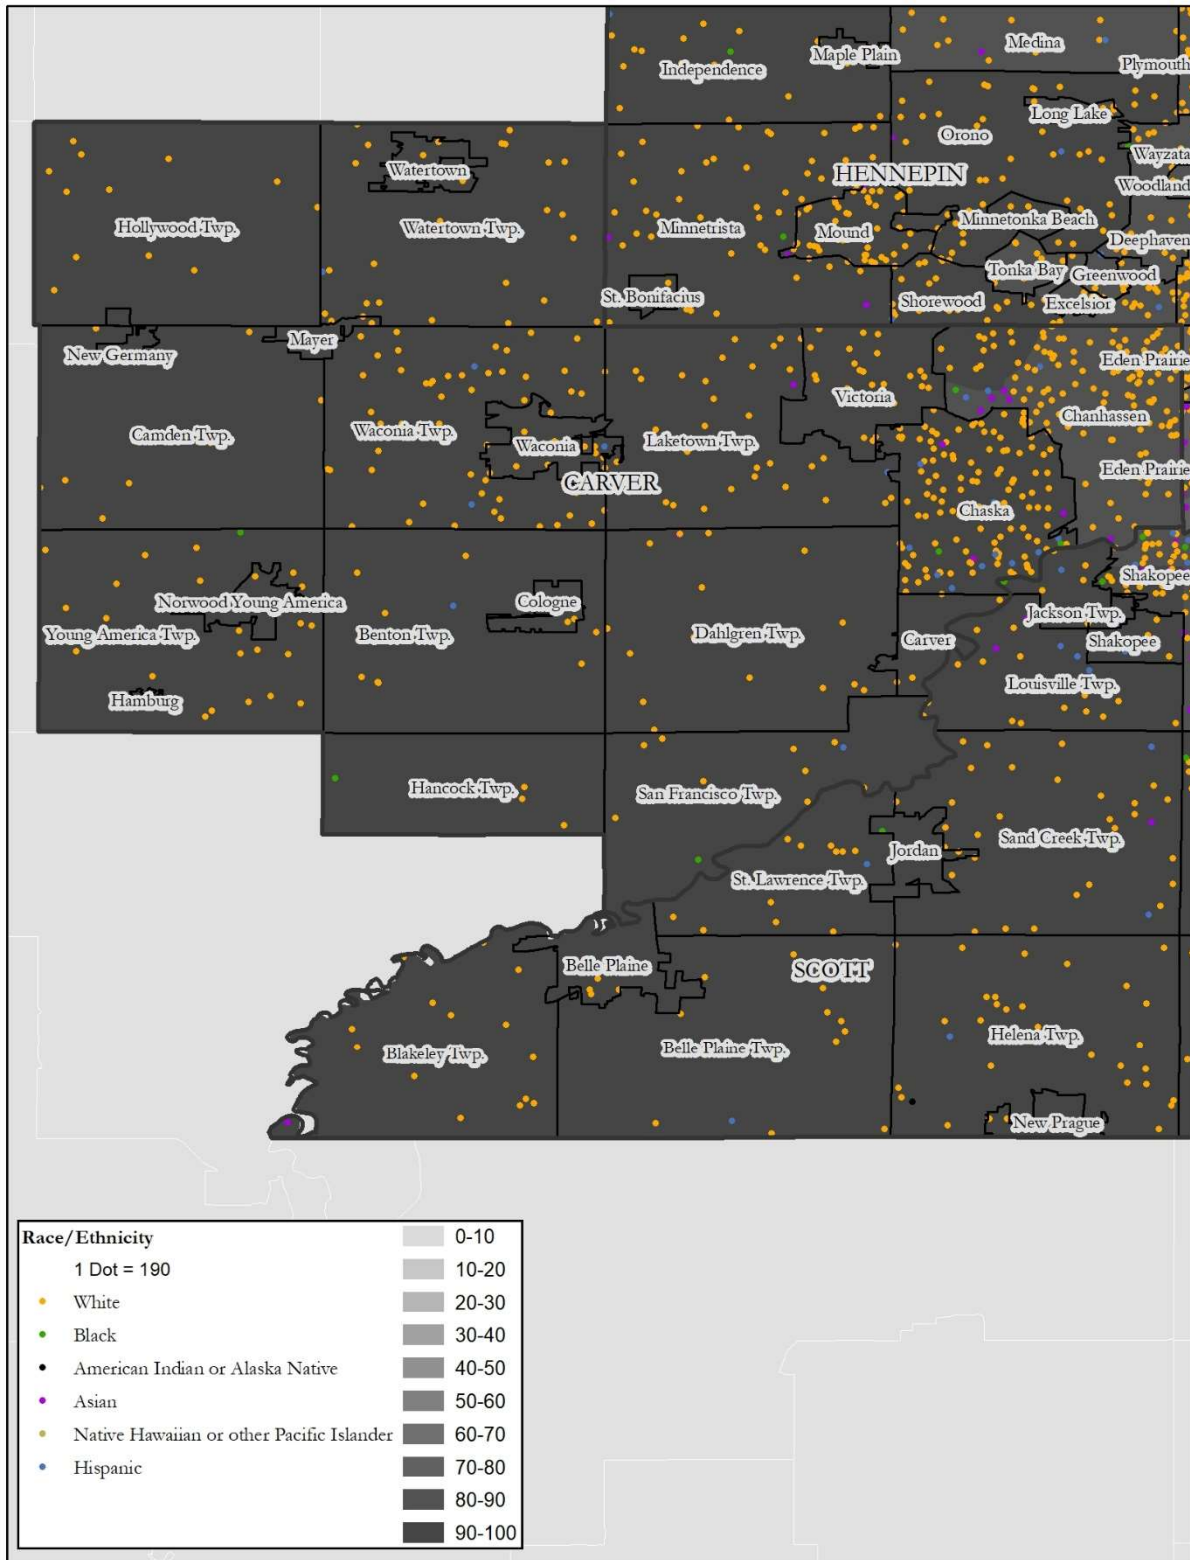 Medina
Maple Plain
Plymouth
Independence
Long Lake
Orono
Wayzata
Watertown
HENNEPIN
Woodland
Hollywood Twp.
Watertown Twp.
Minnetrista
Mound
Minnetonka Beach
Deephaven
Tonka Bay
Greenwood
St. Bonifacius
Shorewood
Excelsior
Mayer
New Germany
Eden Prairie
Victoria
Chanhassen
Camden Twp.
Waconia Twp.
Waconia
Laketown Twp.
Eden Prairie
CARVER
Chaska
Shakopee
Norwood Young America
Cologne
Jackson Twp.
Young America Twp.
Benton Twp.
Dahlgren Twp.
Carver
Shakopee
Louisville Twp.
Hamburg
Hancock Twp.
San Francisco Twp.
Sand Creek Twp.
Jordan
St. Lawrence Twp.
Belle Plaine
SCOTT
Helena Twp.
Blakeley Twp.
Belle Plaine Twp.
New Prague
Race/Ethnicity
1 Dot = 190
White
Black
American Indian or Alaska Native
Asian
Native Hawaiian or other Pacific Islander
Hispanic
0-10
10-20
20-30
30-40
40-50
50-60
60-70
70-80
80-90
90-100